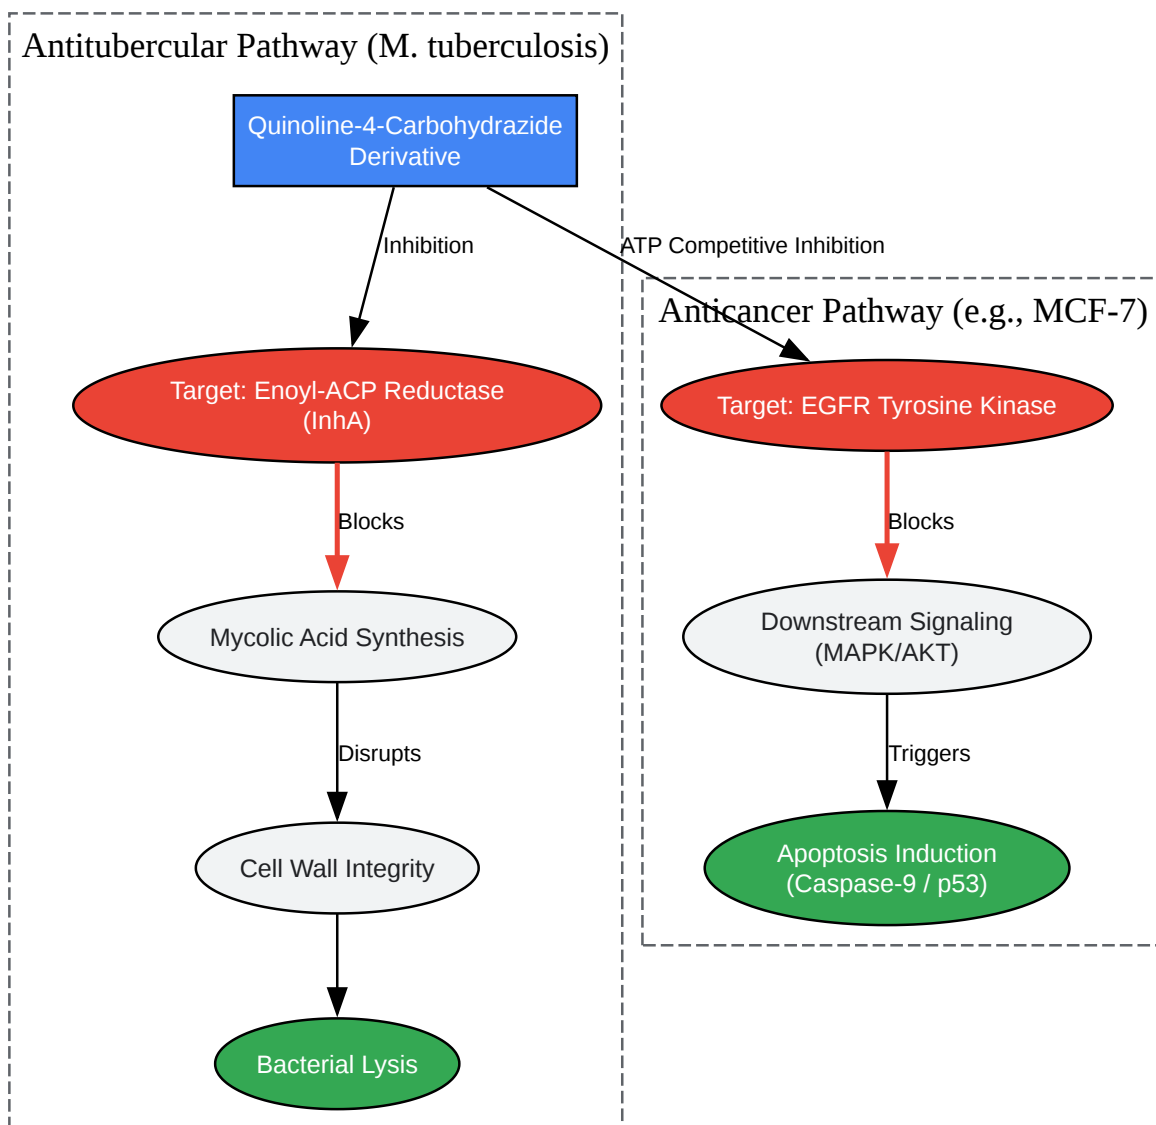 Antitubercular Pathway (M. tuberculosis)
Quinoline-4-Carbohydrazide
Derivative
Inhibition
ATP Competitive Inhibition
Anticancer Pathway (e.g., MCF-7)
Target: Enoyl-ACP Reductase
(InhA)
Target: EGFR Tyrosine Kinase
Blocks
Blocks
Mycolic Acid Synthesis
Downstream Signaling
(MAPK/AKT)
Disrupts
Triggers
Cell Wall Integrity
Apoptosis Induction
(Caspase-9 / p53)
Bacterial Lysis